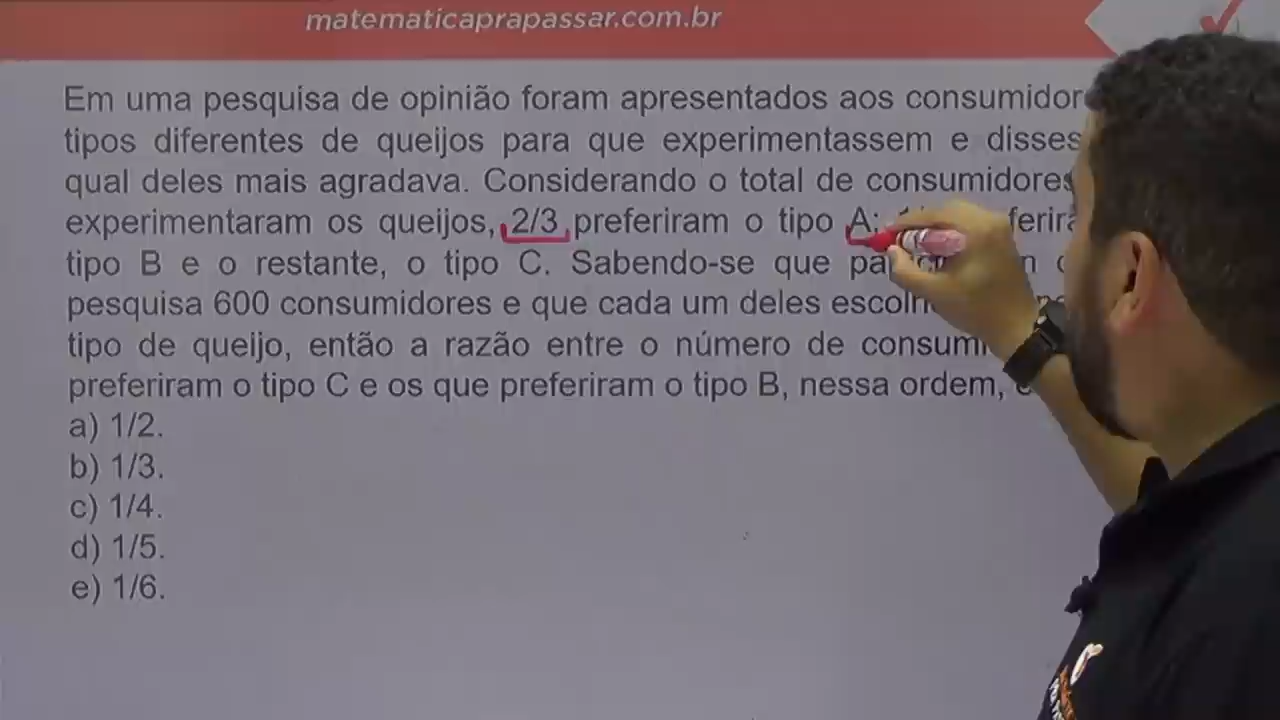 matematicaprapassar.com.br
Em uma pesquisa de opinião foram apresentados aos consumidor
tipos diferentes de queijos para que experimentassem e disses
qual deles mais agradava. Considerando o total de consumidores
experimentaram os queijos, 2/3 preferiram o tipo A;
tipo B e o restante, o tipo C. Sabendo-se que
pesquisa 600 consumidores e que cada um deles
tipo de queijo, então a razão entre o número de
preferiram o tipo C e os que preferiram o tipo B, nessa ordem,
a) 1/2.
b) 1/3.
c) 1/4.
d) 1/5.
e) 1/6.